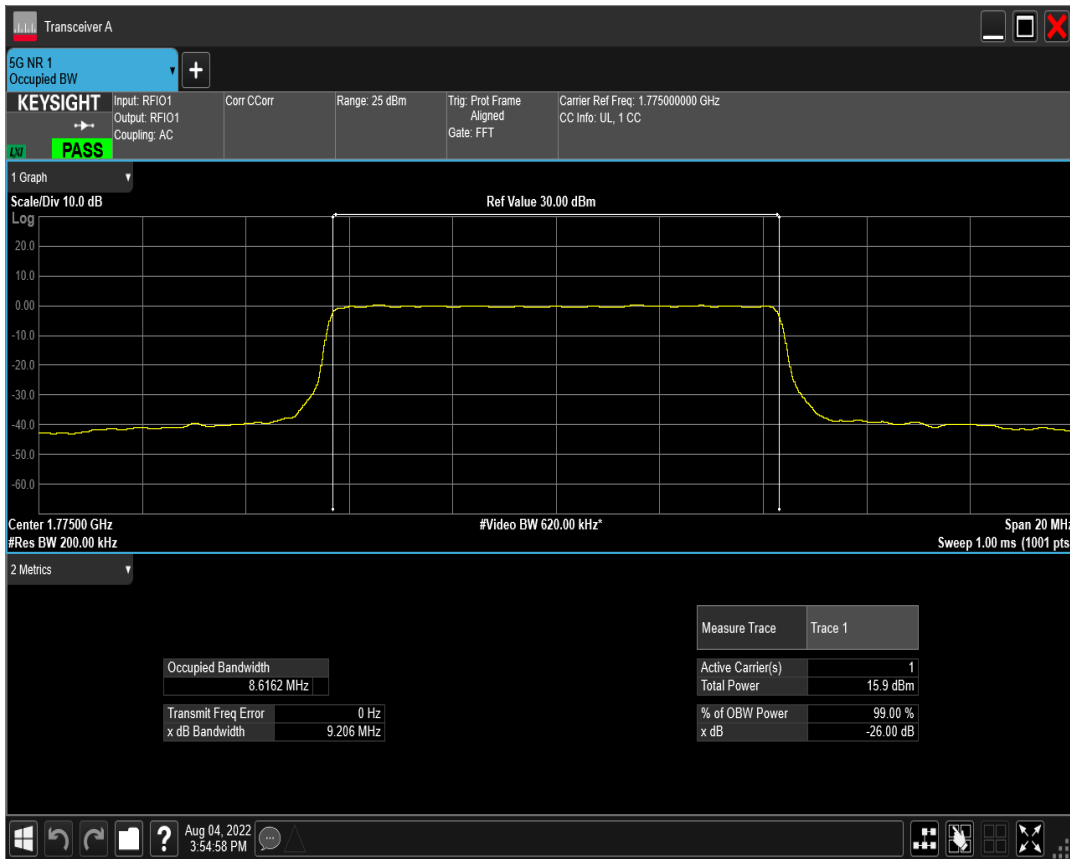 Transceiver A
5G NR 1
Occupied BW
KEYSIGHT
LXI
PASS
Input: RFIO1
Output: RFIO1
Coupling: AC
Corr CCorr
Range: 25 dBm
Trig: Prot Frame
Aligned
Gate: FFT
Carrier Ref Freq: 1.775000000 GHz
CC Info: UL, 1 CC
1 Graph
Scale/Div 10.0 dB
Ref Value 30.00 dBm
Log
20.0
10.0
0.00
-10.0
-20.0
-30.0
-40.0
-50.0
-60.0
Center 1.77500 GHz
#Video BW 620.00 kHz*
Span 20 MHz
#Res BW 200.00 kHz
Sweep 1.00 ms (1001 pts
2 Metrics
Measure Trace Trace 1
Occupied Bandwidth
8.6162 MHz
Active Carrier(s) 1
Total Power 15.9 dBm
Transmit Freq Error 0 Hz
x dB Bandwidth 9.206 MHz
% of OBW Power 99.00 %
x dB -26.00 dB
?
Aug 04, 2022
3:54:58 PM